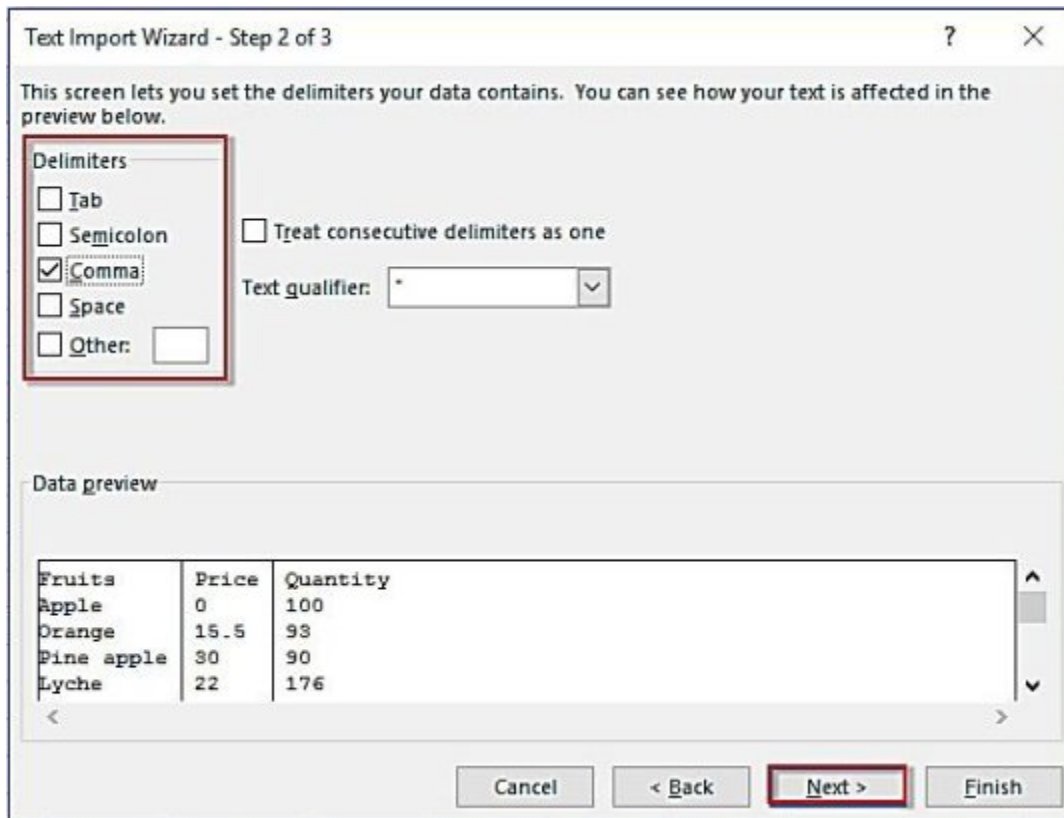 Text Import Wizard - Step 2 of 3 ?
This screen lets you set the delimiters your data contains.  You can see how your text is affected in the
preview below.
Delimiters
Tab
Semicolon
Comma
Space
Other:
Treat consecutive delimiters as one
Text qualifier: "
Data preview
Fruits Price Quantity
Apple 0 100
Orange 15.5 93
Pine apple 30 90
Lyche 22 176
Cancel < Back Next > Finish